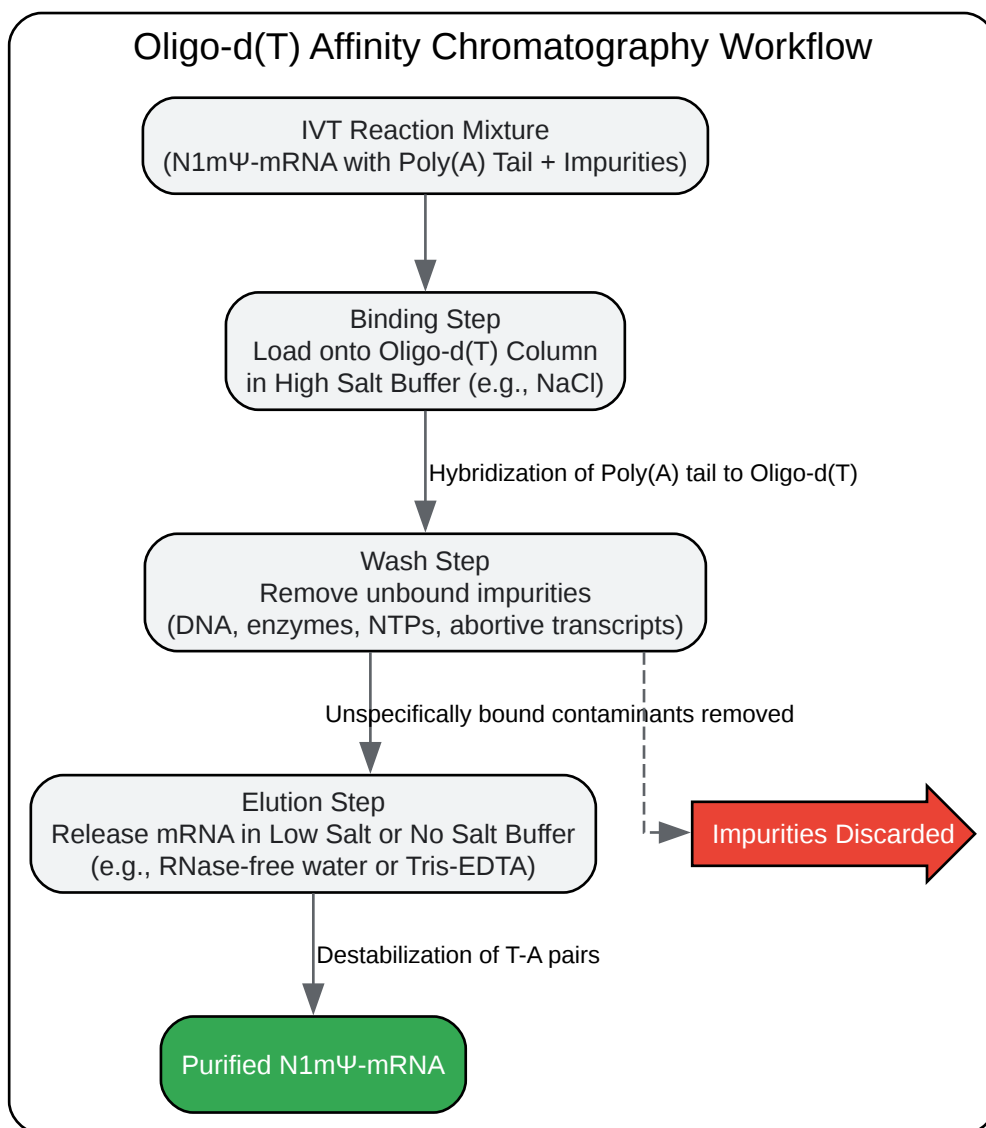 Oligo-d(T) Affinity Chromatography Workflow
IVT Reaction Mixture
(N1mΨ-mRNA with Poly(A) Tail + Impurities)
Binding Step
Load onto Oligo-d(T) Column
in High Salt Buffer (e.g., NaCl)
Hybridization of Poly(A) tail to Oligo-d(T)
Wash Step
Remove unbound impurities
(DNA, enzymes, NTPs, abortive transcripts)
Unspecifically bound contaminants removed
Elution Step
Release mRNA in Low Salt or No Salt Buffer
(e.g., RNase-free water or Tris-EDTA)
Impurities Discarded
Destabilization of T-A pairs
Purified N1mΨ-mRNA